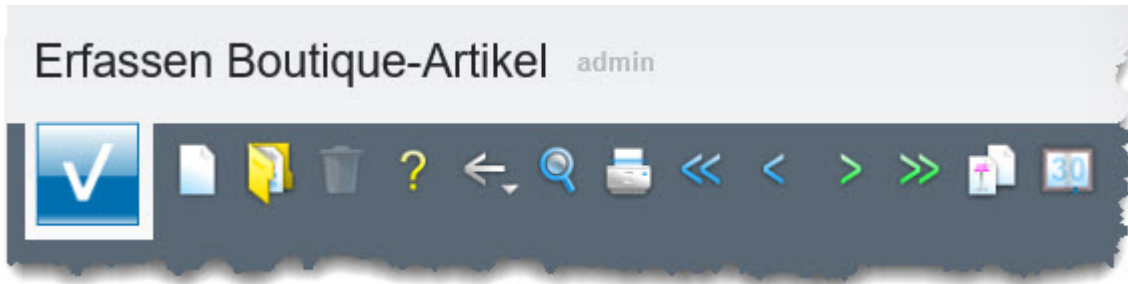 Erfassen Boutique-Artikel admin
? << < > >> 30